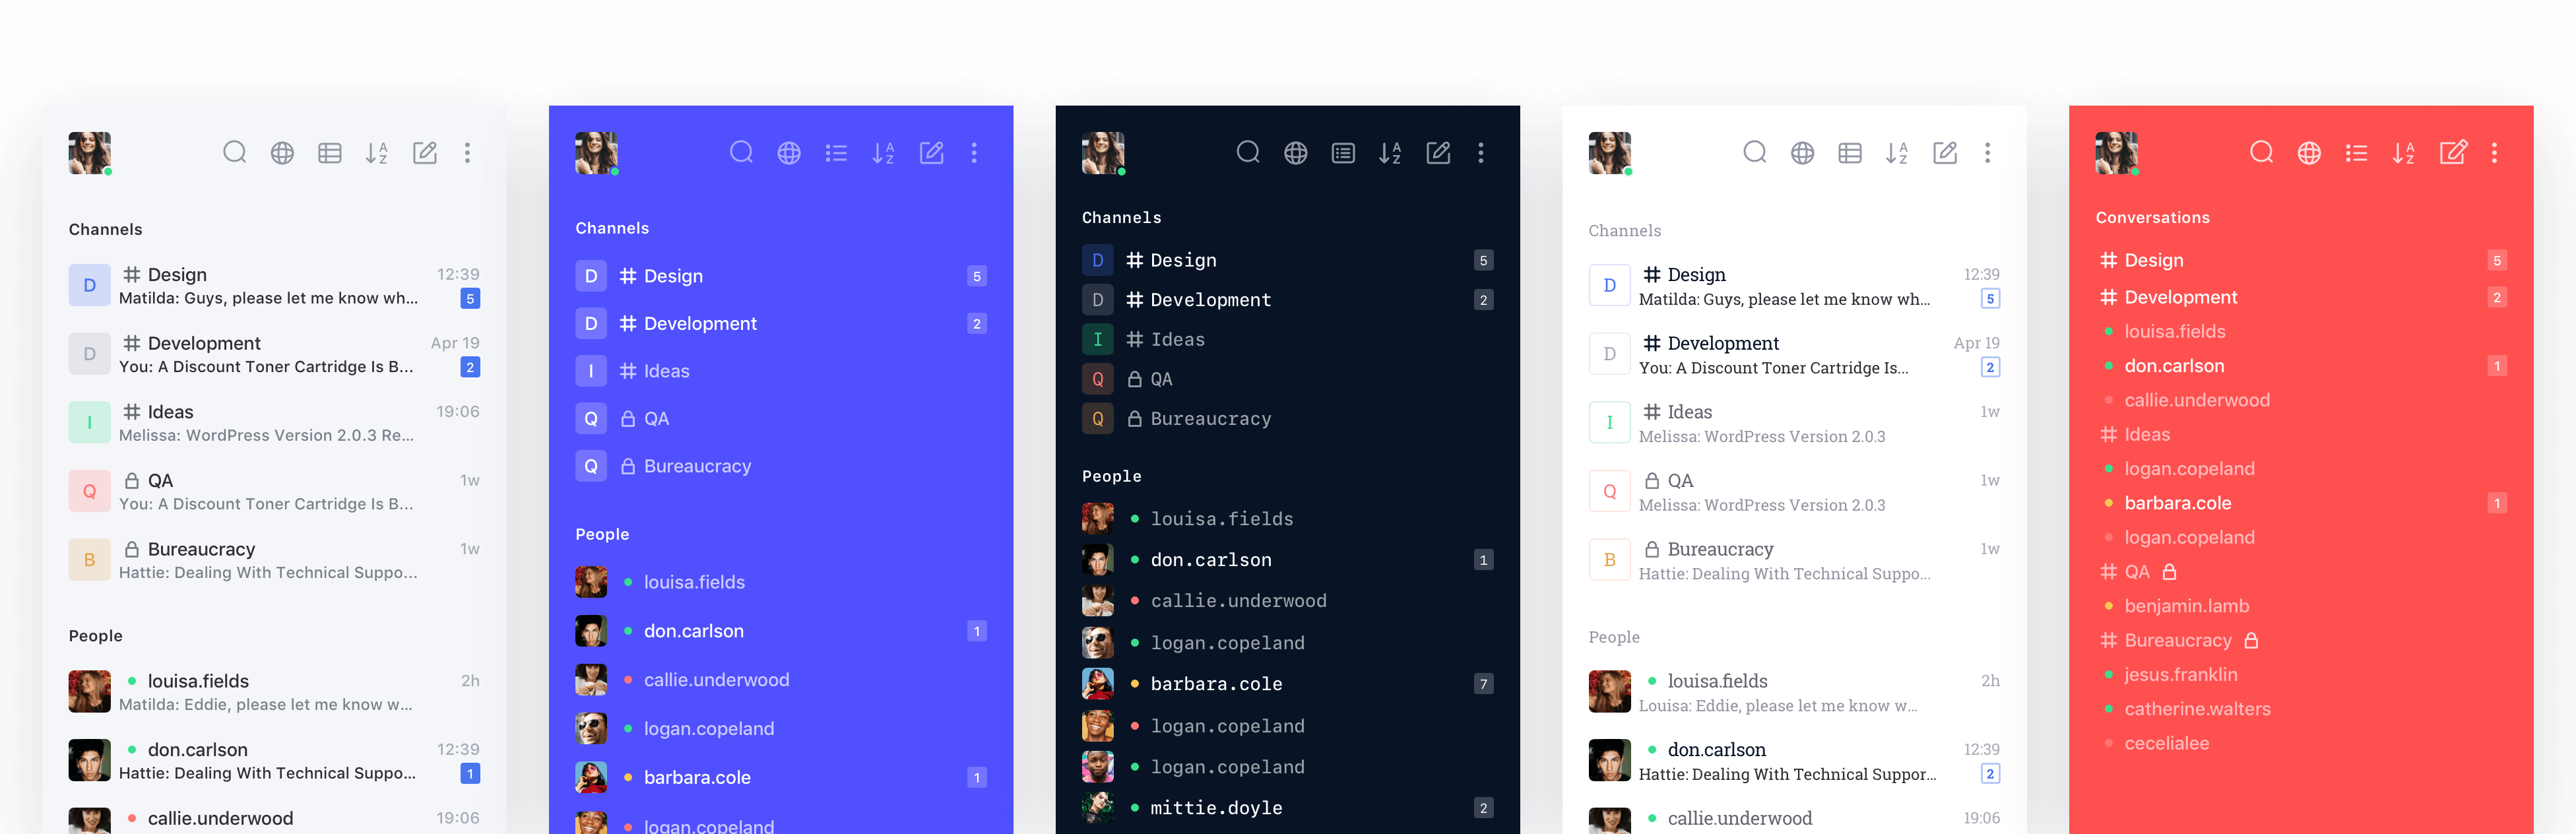 A
Z
Channels
D # Design 12:39
Matilda: Guys, please let me know wh... 5
D # Development Apr 19
You: A Discount Toner Cartridge Is B... 2
I # Ideas 19:06
Melissa: WordPress Version 2.0.3 Re...
Q QA 1w
You: A Discount Toner Cartridge Is B...
B Bureaucracy 1w
Hattie: Dealing With Technical Suppo...
People
louisa.fields 2h
Matilda: Eddie, please let me know w...
don.carlson 12:39
Hattie: Dealing With Technical Suppo... 1
callie.underwood 19:06
A
Z
Channels
D # Design 5
D # Development 2
I # Ideas
Q QA
Q Bureaucracy
People
louisa.fields
don.carlson 1
callie.underwood
logan.copeland
barbara.cole 1
logan.copeland
A
Z
Channels
D # Design 5
D # Development 2
I # Ideas
Q QA
Q Bureaucracy
People
louisa.fields
don.carlson 1
callie.underwood
logan.copeland
barbara.cole 7
logan.copeland
logan.copeland
mittie.doyle 2
A
Z
Channels
D # Design 12:39
Matilda: Guys, please let me know wh... 5
D # Development Apr 19
You: A Discount Toner Cartridge Is... 2
I # Ideas 1w
Melissa: WordPress Version 2.0.3
Q QA 1w
Melissa: WordPress Version 2.0.3
B Bureaucracy 1w
Hattie: Dealing With Technical Suppo...
People
louisa.fields 2h
Louisa: Eddie, please let me know w...
don.carlson 12:39
Hattie: Dealing With Technical Suppor... 2
callie.underwood 19:06
A
Z
Conversations
# Design 5
# Development 2
louisa.fields
don.carlson 1
callie.underwood
# Ideas
logan.copeland
barbara.cole 1
logan.copeland
# QA
benjamin.lamb
# Bureaucracy
jesus.franklin
catherine.walters
cecelialee